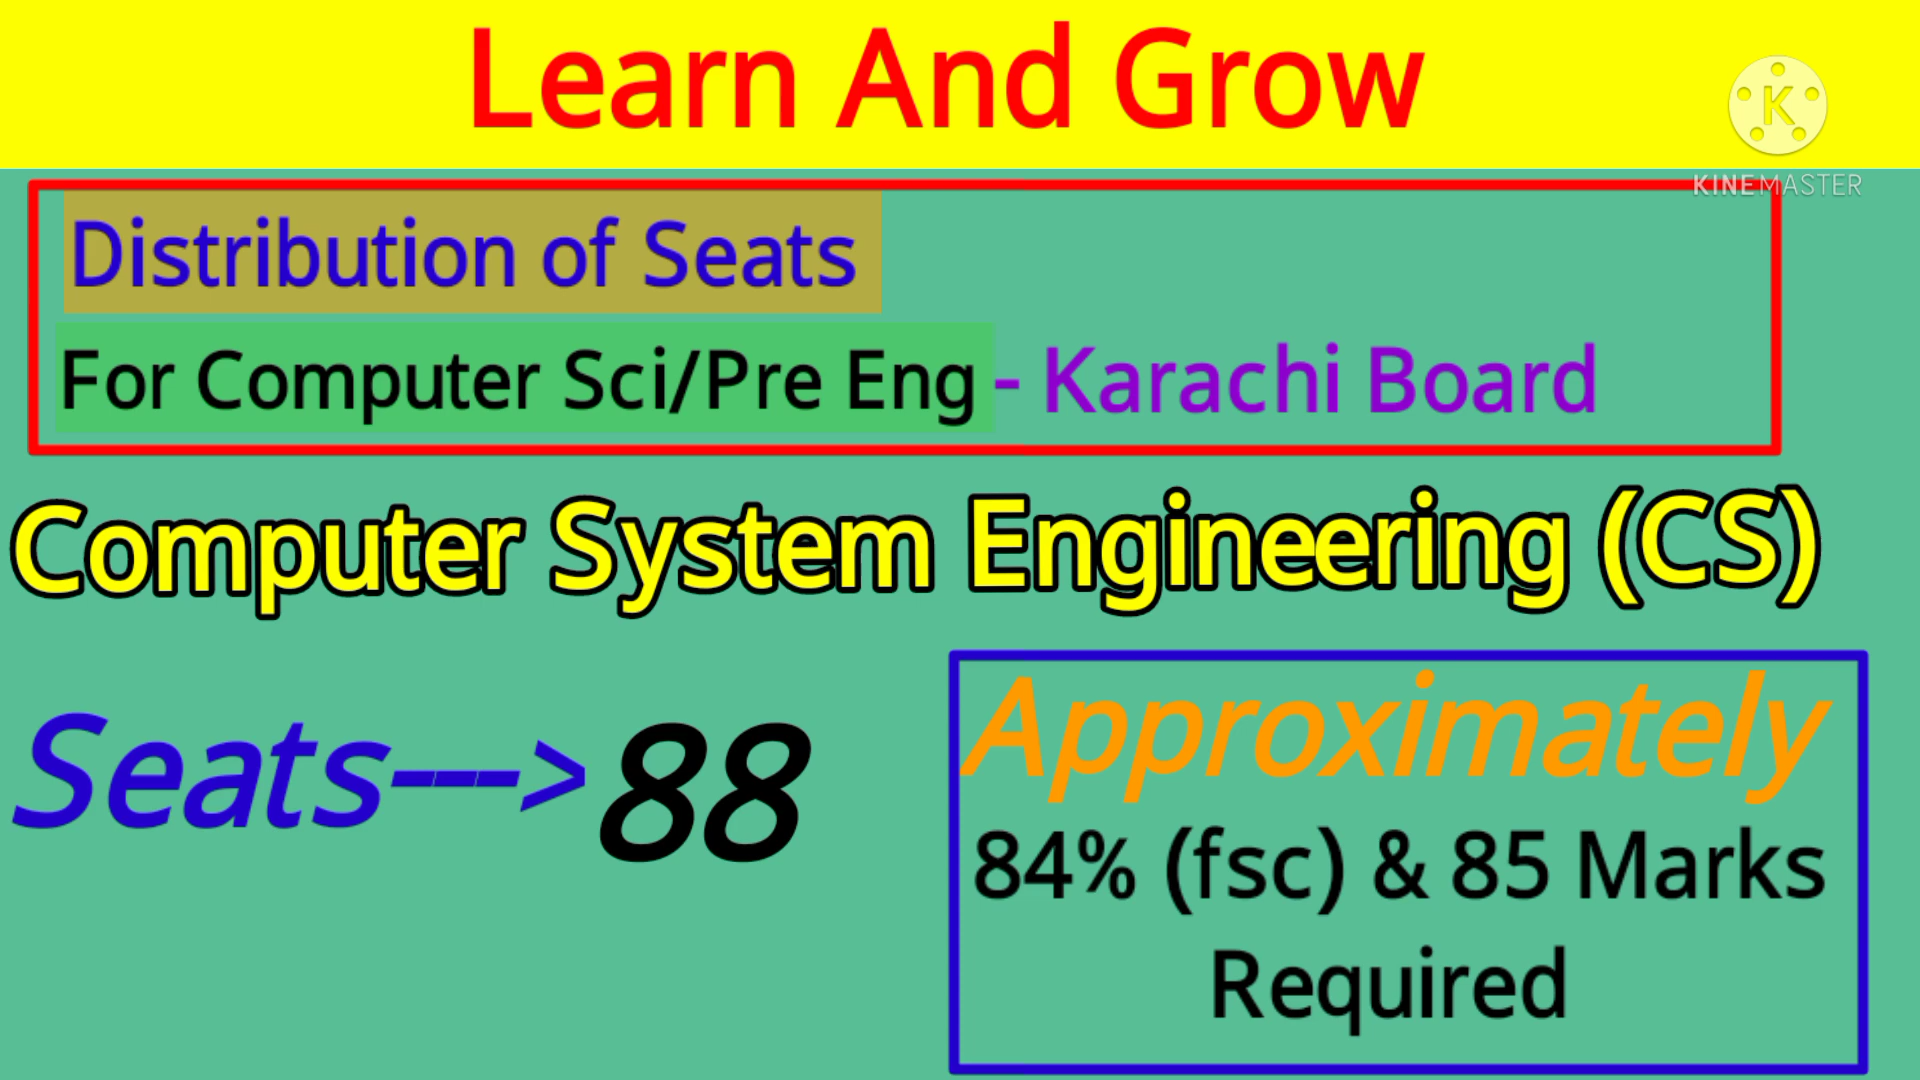 Learn And Grow
K
KINEMASTER
Distribution of Seats
For Computer Sci/Pre Eng - Karachi Board
Computer System Engineering (CS)
Seats--->88
Approximately
84% (fsc) & 85 Marks
Required